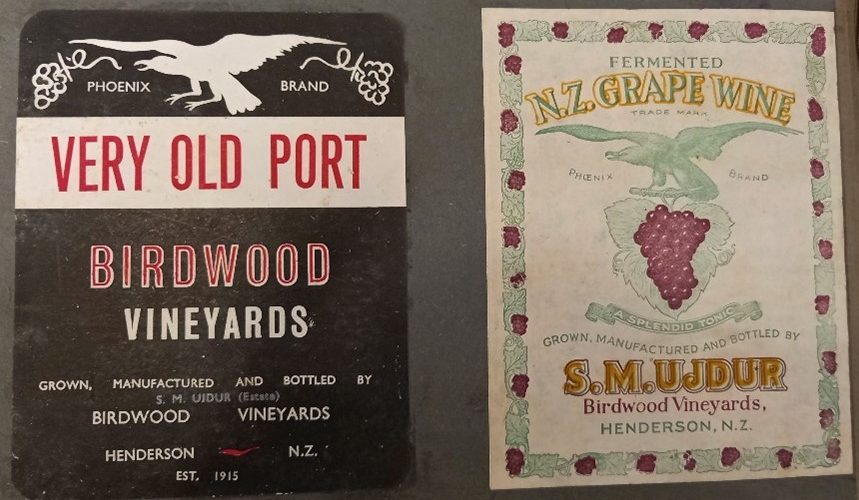 PHOENIX BRAND
VERY OLD PORT
BIRDWOOD
VINEYARDS
GROWN, MANUFACTURED AND BOTTLED BY
S. M. UJDUR (Estate)
BIRDWOOD VINEYARDS
HENDERSON N.Z.
EST. 1915
FERMENTED
N.Z. GRAPE WINE
TRADE MARK
PHŒNIX BRAND
A SPLENDID TONIC
GROWN, MANUFACTURED AND BOTTLED BY
S.M.UJDUR
Birdwood Vineyards,
HENDERSON, N.Z.